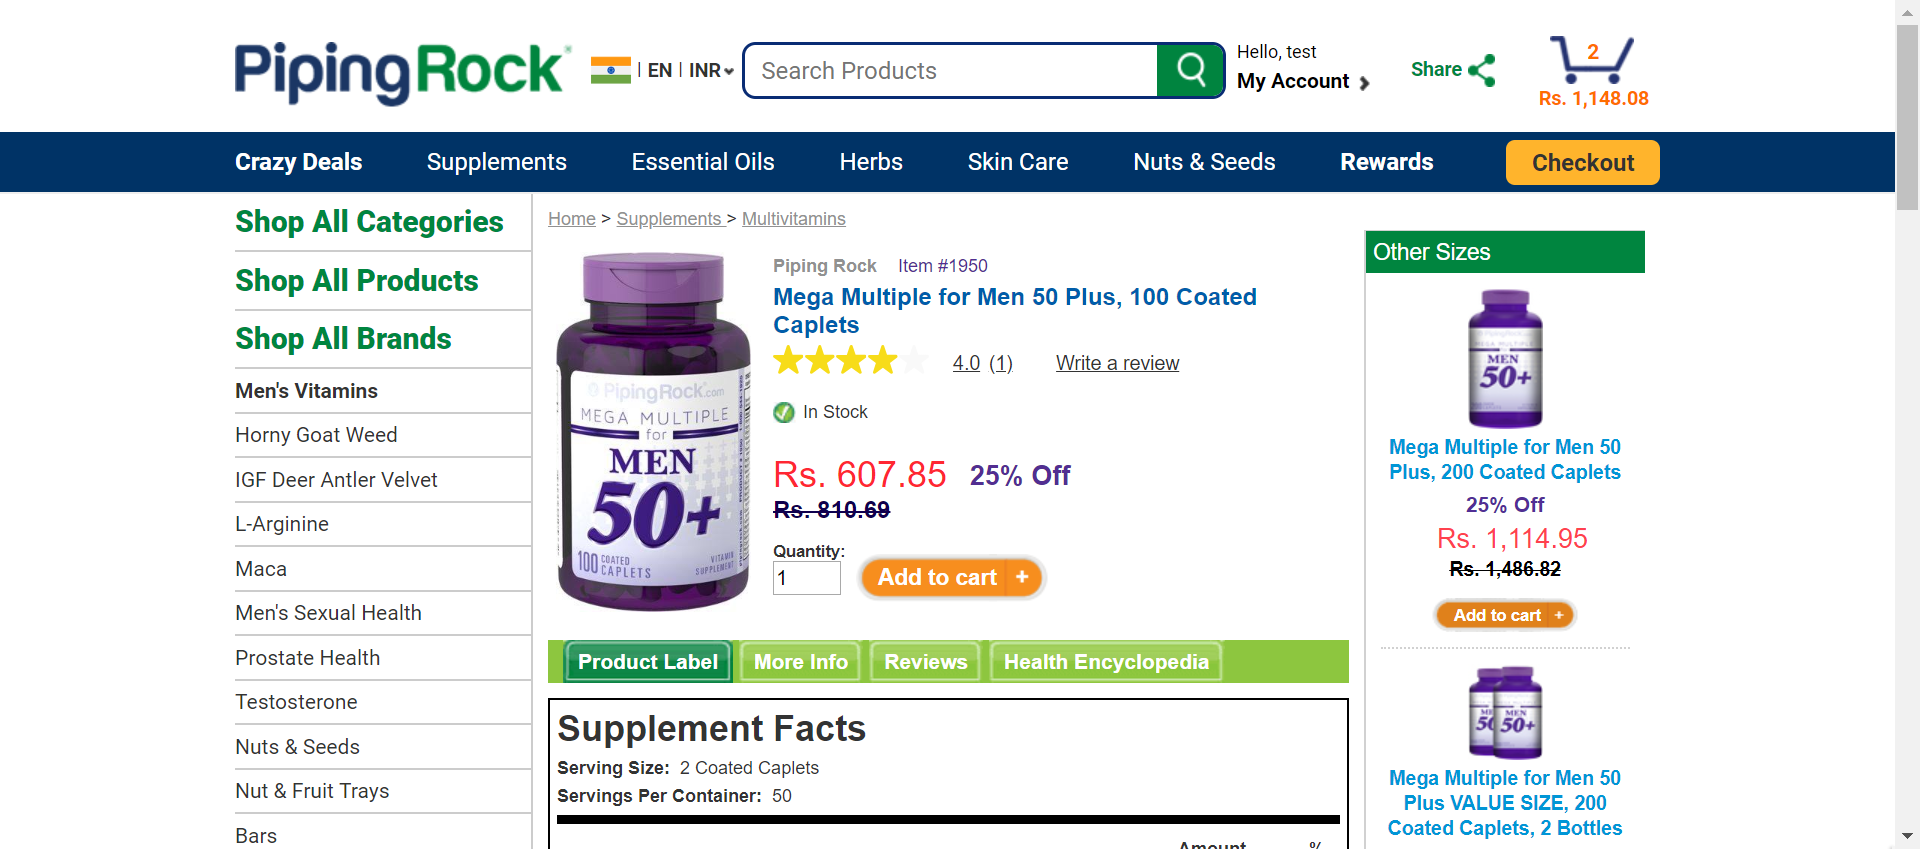 PipingRock
| EN | INR
Search Products
Hello, test
My Account
Share
2
Rs. 1,148.08
Crazy Deals
Supplements
Essential Oils
Herbs
Skin Care
Nuts & Seeds
Rewards
Checkout
Shop All Categories
Shop All Products
Shop All Brands
Men's Vitamins
Horny Goat Weed
IGF Deer Antler Velvet
L-Arginine
Maca
Men's Sexual Health
Prostate Health
Testosterone
Nuts & Seeds
Nut & Fruit Trays
Bars
Home > Supplements > Multivitamins
PipingRock.com
MEGA MULTIPLE
for
MEN
50+
100 COATED CAPLETS
VITAMIN SUPPLEMENT
Piping Rock Item #1950
Mega Multiple for Men 50 Plus, 100 Coated
Caplets
4.0 (1) Write a review
In Stock
Rs. 607.85 25% Off
Rs. 810.69
Quantity:
1
Add to cart +
Product Label
More Info
Reviews
Health Encyclopedia
Supplement Facts
Serving Size: 2 Coated Caplets
Servings Per Container: 50
Amount %
Other Sizes
MEGA MULTIPLE
MEN
50+
Mega Multiple for Men 50
Plus, 200 Coated Caplets
25% Off
Rs. 1,114.95
Rs. 1,486.82
Add to cart +
MEN
50+
Mega Multiple for Men 50
Plus VALUE SIZE, 200
Coated Caplets, 2 Bottles